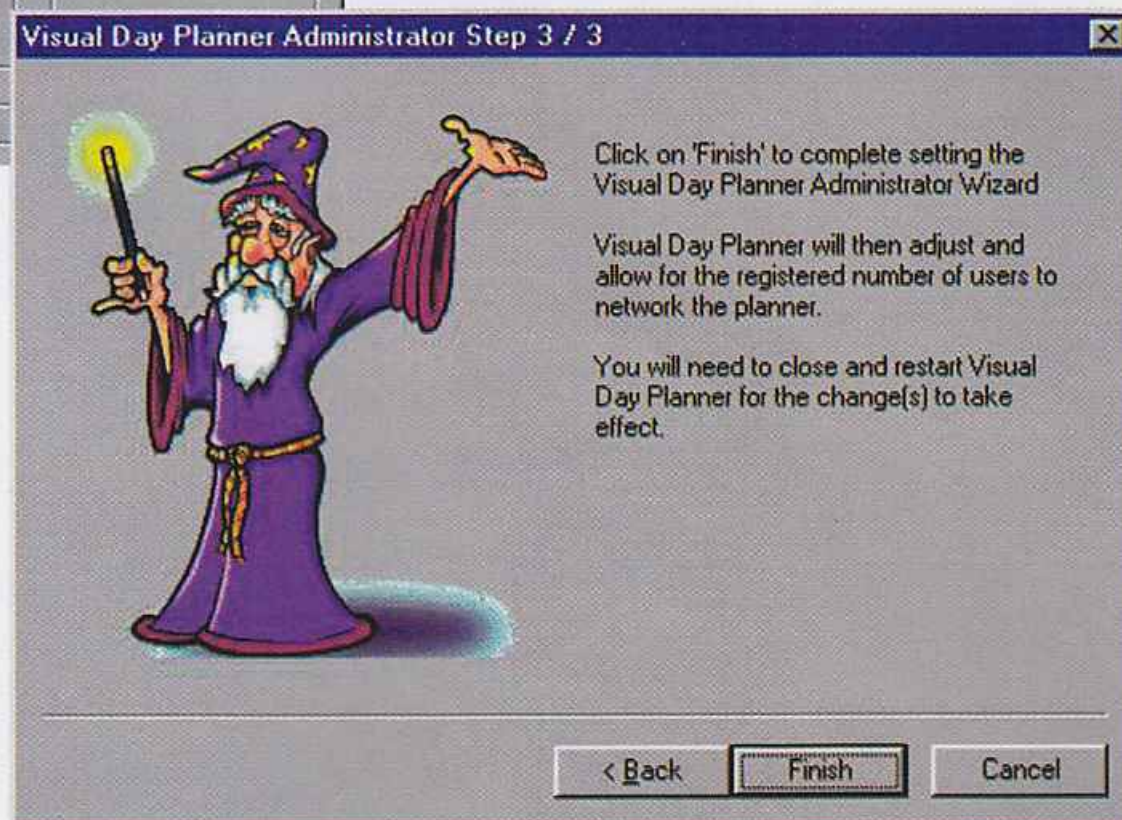 Visual Day Planner Administrator Step 3 / 3
Click on 'Finish' to complete setting the
Visual Day Planner Administrator Wizard
Visual Day Planner will then adjust and
allow for the registered number of users to
network the planner.
You will need to close and restart Visual
Day Planner for the change(s) to take
effect.
< Back
Finish
Cancel